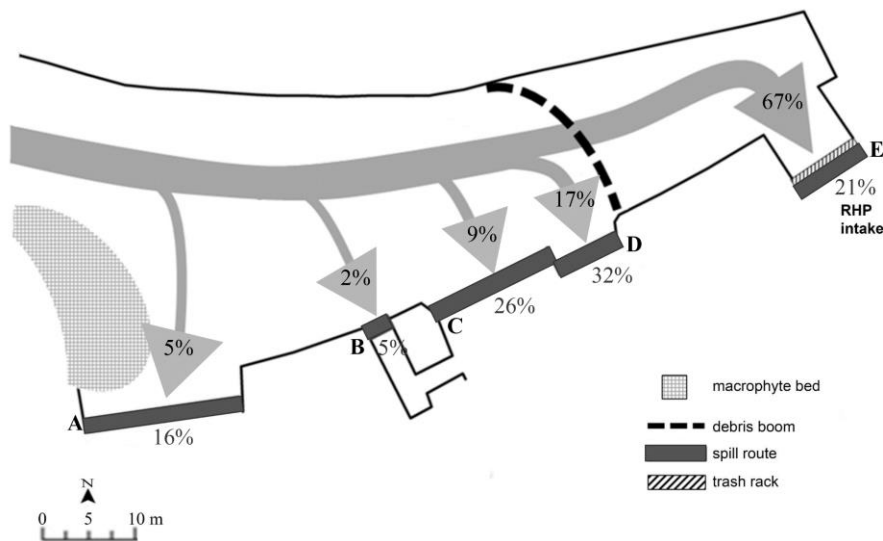 67%
E
21%
RHP
intake
17%
D
32%
9%
26%
C
2%
B
5%
5%
A
16%
macrophyte bed
debris boom
spill route
trash rack
N
0 5 10 m